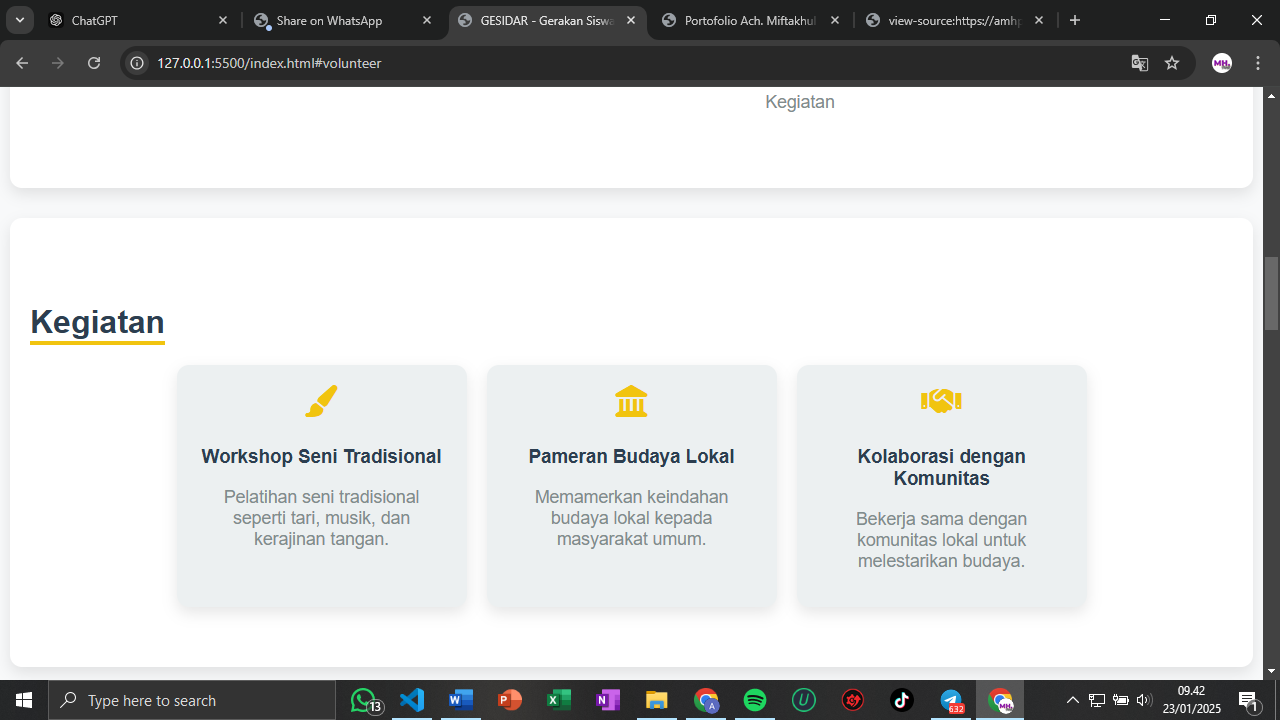 ChatGPT
Share on WhatsApp
GESIDAR - Gerakan Siswa
Portofolio Ach. Miftakhul
view-source:https://amhp
127.0.0.1:5500/index.html#volunteer
MH.
Kegiatan
Kegiatan
Workshop Seni Tradisional
Pelatihan seni tradisional
seperti tari, musik, dan
kerajinan tangan.
Pameran Budaya Lokal
Memamerkan keindahan
budaya lokal kepada
masyarakat umum.
Kolaborasi dengan
Komunitas
Bekerja sama dengan
komunitas lokal untuk
melestarikan budaya.
Type here to search
13
W
P
X
N
A
U
632
MH.
09.42
23/01/2025
1